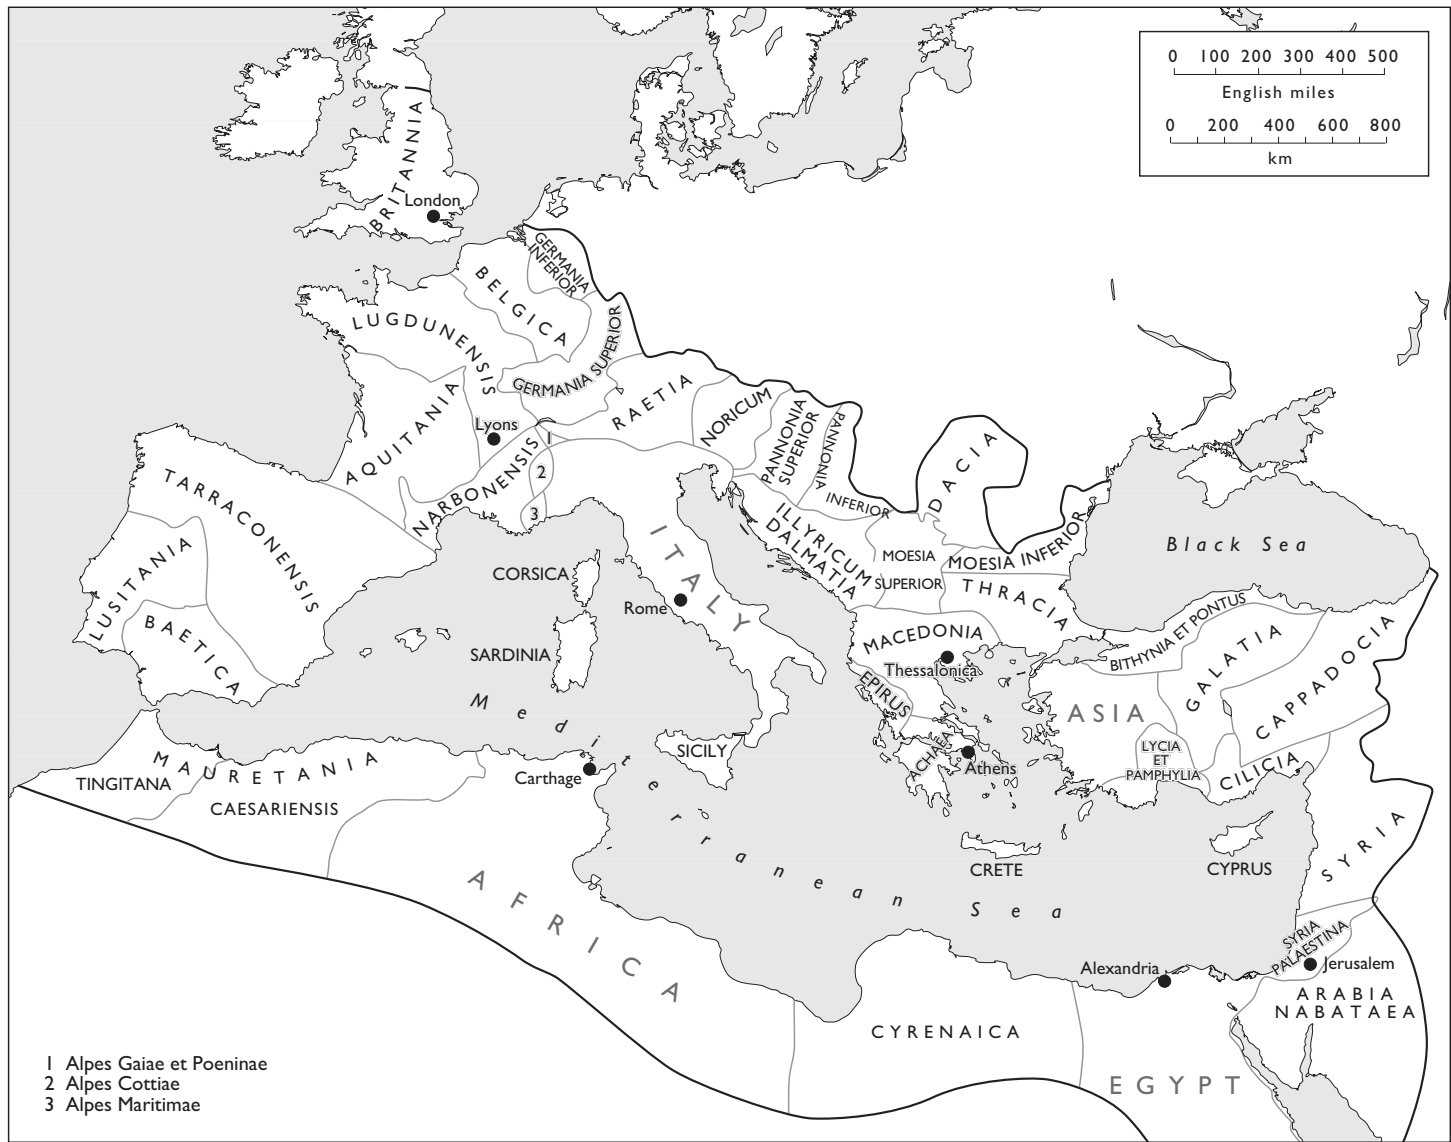 0 100 200 300 400 500
English miles
0 200 400 600 800
km
BRITANNIA
London
GERMANIA
INFERIOR
BELGICA
LUGDUNENSIS
GERMANIA SUPERIOR
AQUITANIA
Lyons
RAETIA
NORICUM
PANNONIA
SUPERIOR
PANNONIA
INFERIOR
DACIA
1
2
3
NARBONENSIS
TARRACONENSIS
LUSITANIA
BAETICA
ITALY
ILLYRICUM
DALMATIA
MOESIA
SUPERIOR
MOESIA INFERIOR
THRACIA
Black Sea
CORSICA
Rome
SARDINIA
MACEDONIA
Thessalonica
EPIRUS
ACHAEA
Athens
BITHYNIA ET PONTUS
GALATIA
CAPPADOCIA
ASIA
LYCIA
ET
PAMPHYLIA
CILICIA
Mediterranean Sea
SICILY
MAURETANIA
TINGITANA
CAESARIENSIS
Carthage
CRETE
CYPRUS
SYRIA
AFRICA
SYRIA
PALAESTINA
Jerusalem
Alexandria
ARABIA
NABATAEA
CYRENAICA
EGYPT
1 Alpes Gaiae et Poeninae
2 Alpes Cottiae
3 Alpes Maritimae